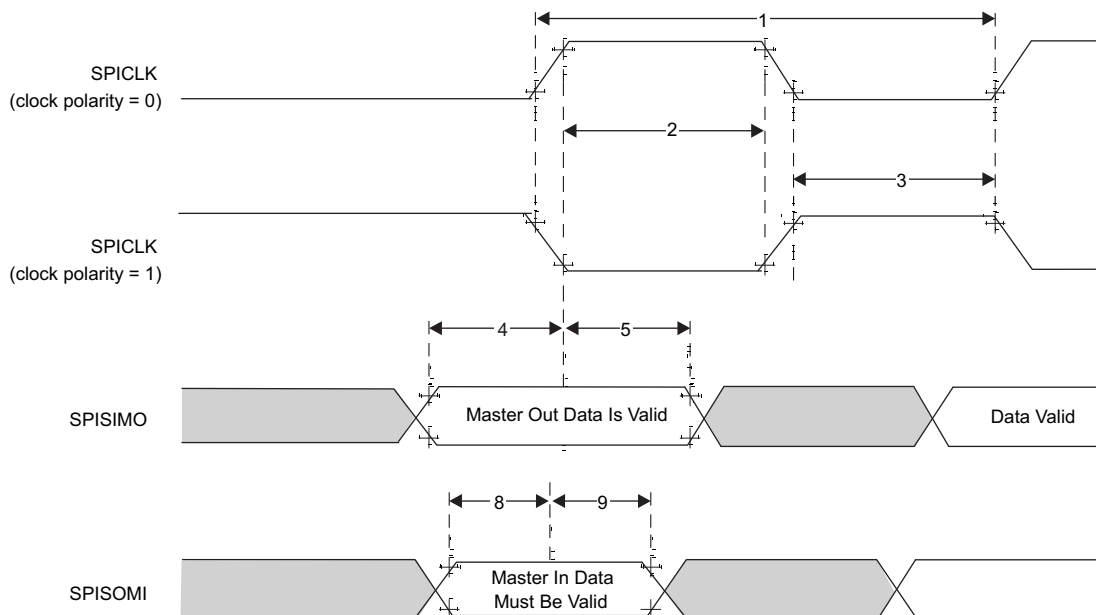 1
SPICLK
(clock polarity = 0)
2
3
SPICLK
(clock polarity = 1)
4
5
SPISIMO
Master Out Data Is Valid
Data Valid
8
9
SPISOMI
Master In Data
Must Be Valid